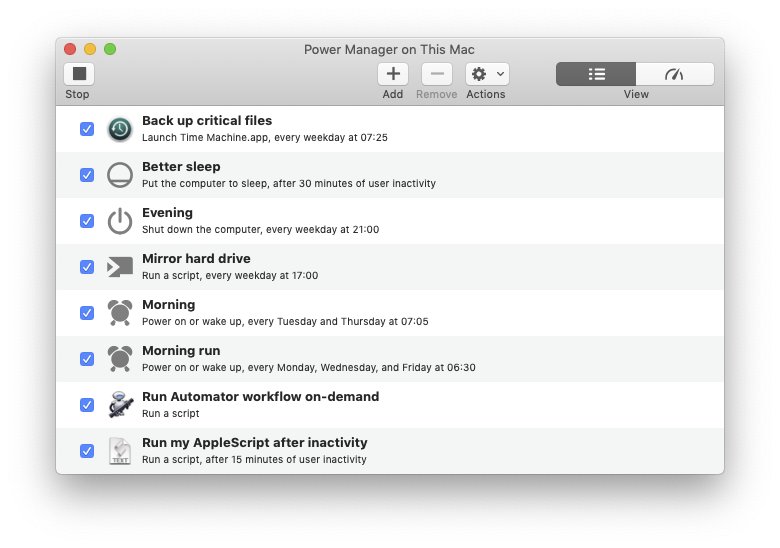 Power Manager on This Mac
Stop
Add
Remove
Actions
View
Back up critical files
Launch Time Machine.app, every weekday at 07:25
Better sleep
Put the computer to sleep, after 30 minutes of user inactivity
Evening
Shut down the computer, every weekday at 21:00
Mirror hard drive
Run a script, every weekday at 17:00
Morning
Power on or wake up, every Tuesday and Thursday at 07:05
Morning run
Power on or wake up, every Monday, Wednesday, and Friday at 06:30
Run Automator workflow on-demand
Run a script
Run my AppleScript after inactivity
TEXT
Run a script, after 15 minutes of user inactivity